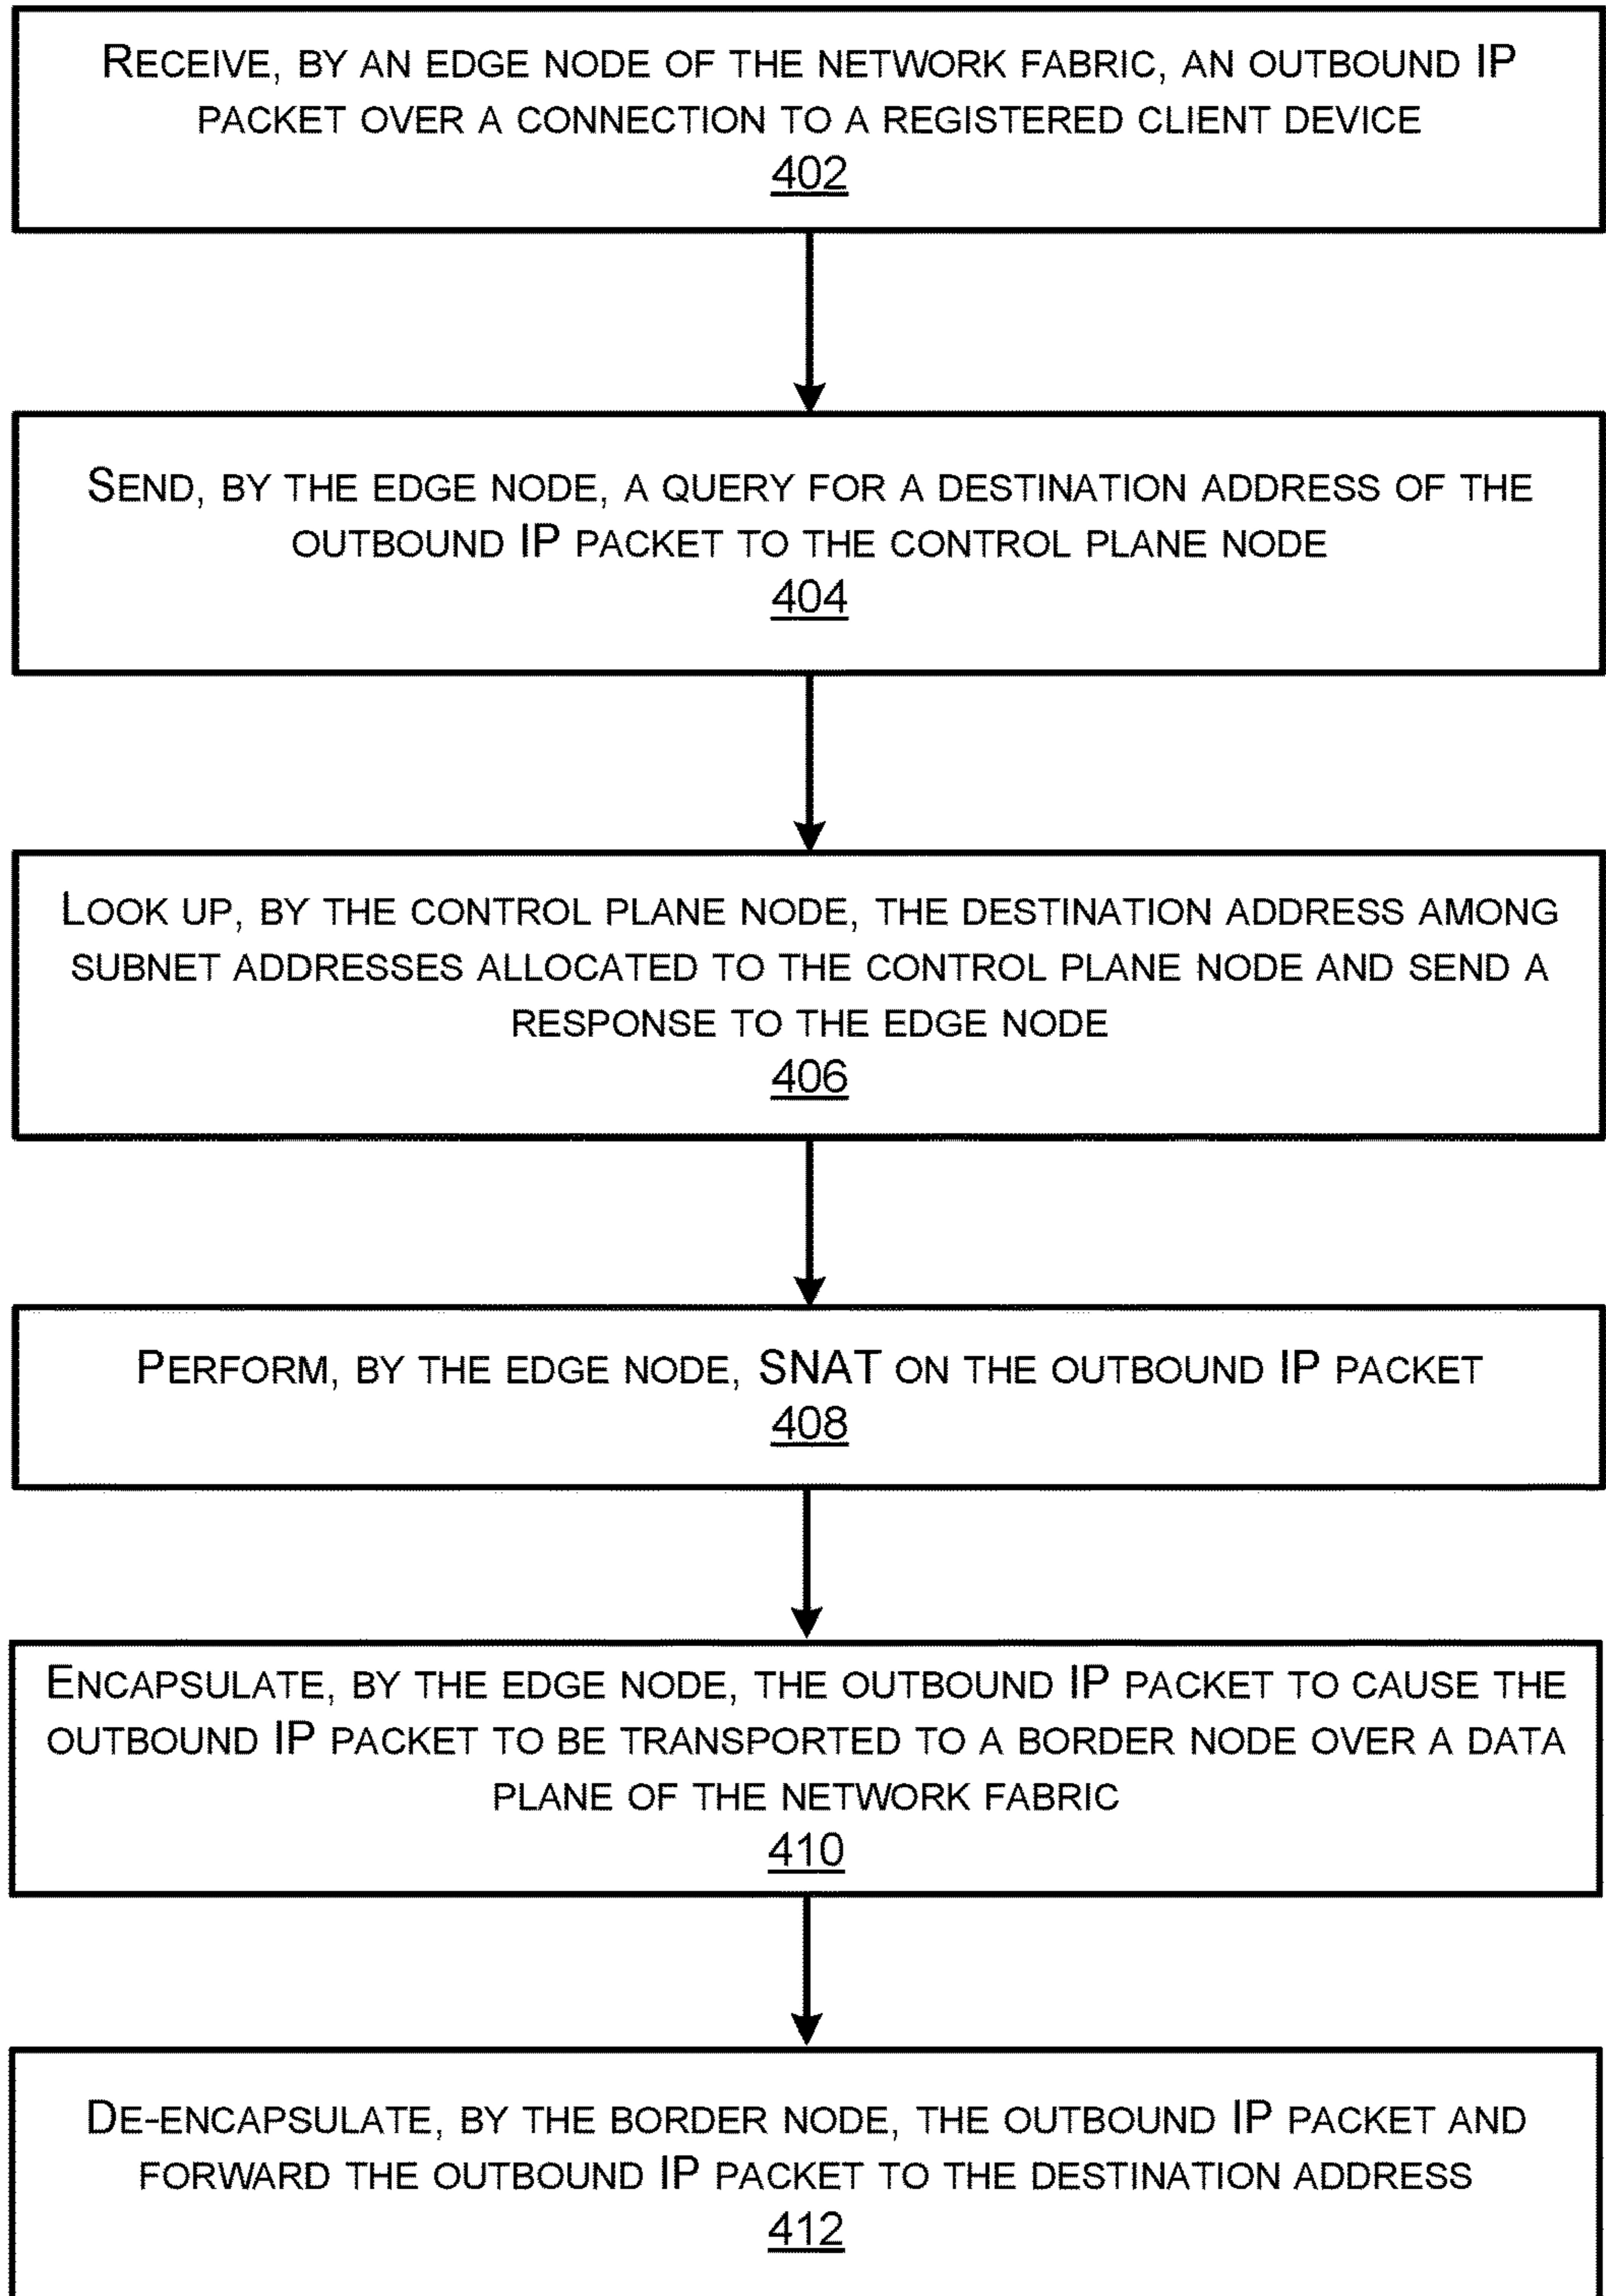 RECEIVE, BY AN EDGE NODE OF THE NETWORK FABRIC, AN OUTBOUND IP
PACKET OVER A CONNECTION TO A REGISTERED CLIENT DEVICE
402
SEND, BY THE EDGE NODE, A QUERY FOR A DESTINATION ADDRESS OF THE
OUTBOUND IP PACKET TO THE CONTROL PLANE NODE
404
LOOK UP, BY THE CONTROL PLANE NODE, THE DESTINATION ADDRESS AMONG
SUBNET ADDRESSES ALLOCATED TO THE CONTROL PLANE NODE AND SEND A
RESPONSE TO THE EDGE NODE
406
PERFORM, BY THE EDGE NODE, SNAT ON THE OUTBOUND IP PACKET
408
ENCAPSULATE, BY THE EDGE NODE, THE OUTBOUND IP PACKET TO CAUSE THE
OUTBOUND IP PACKET TO BE TRANSPORTED TO A BORDER NODE OVER A DATA
PLANE OF THE NETWORK FABRIC
410
DE-ENCAPSULATE, BY THE BORDER NODE, THE OUTBOUND IP PACKET AND
FORWARD THE OUTBOUND IP PACKET TO THE DESTINATION ADDRESS
412